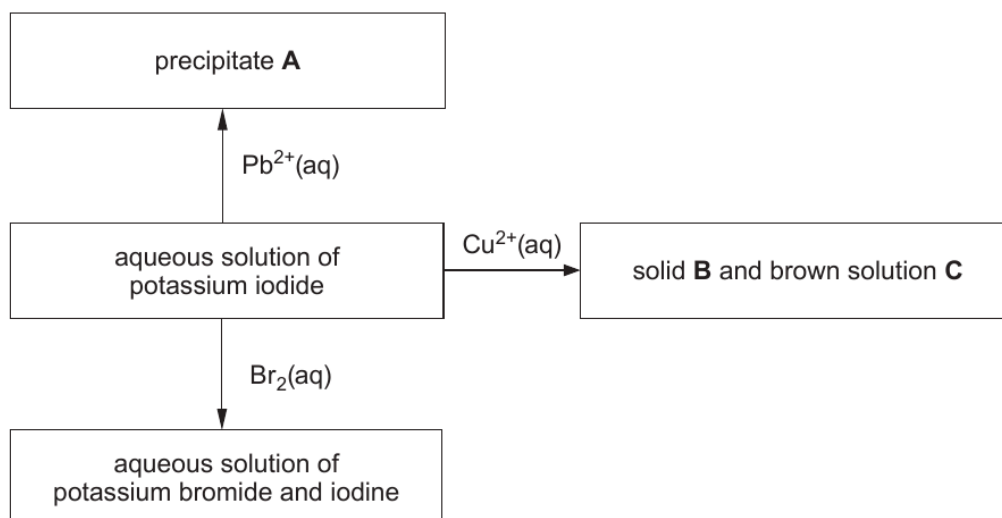 precipitate A
Pb²⁺(aq)
aqueous solution of
potassium iodide
Cu²⁺(aq)
solid B and brown solution C
Br₂(aq)
aqueous solution of
potassium bromide and iodine